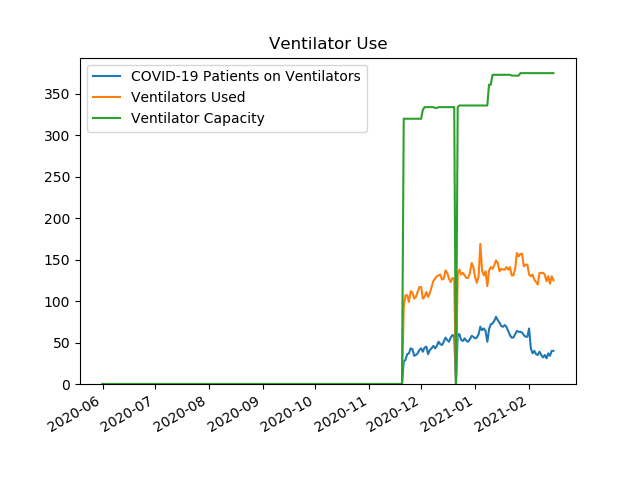 Ventilator Use
COVID-19 Patients on Ventilators
Ventilators Used
Ventilator Capacity
350
300
250
200
150
100
50
0
2020-06 2020-07 2020-08 2020-09 2020-10 2020-11 2020-12 2021-01 2021-02